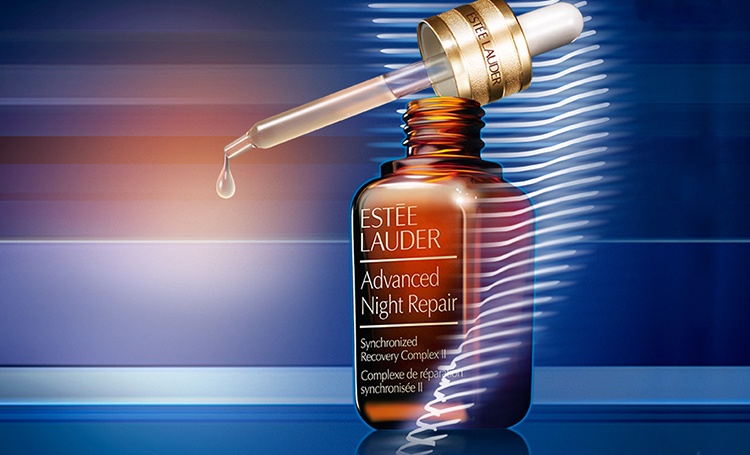 ESTĒE LAUDER
ESTĒE
LAUDER
Advanced
Night Repair
Synchronized
Recovery Complex II
Complexe de réparation
synchronisée II